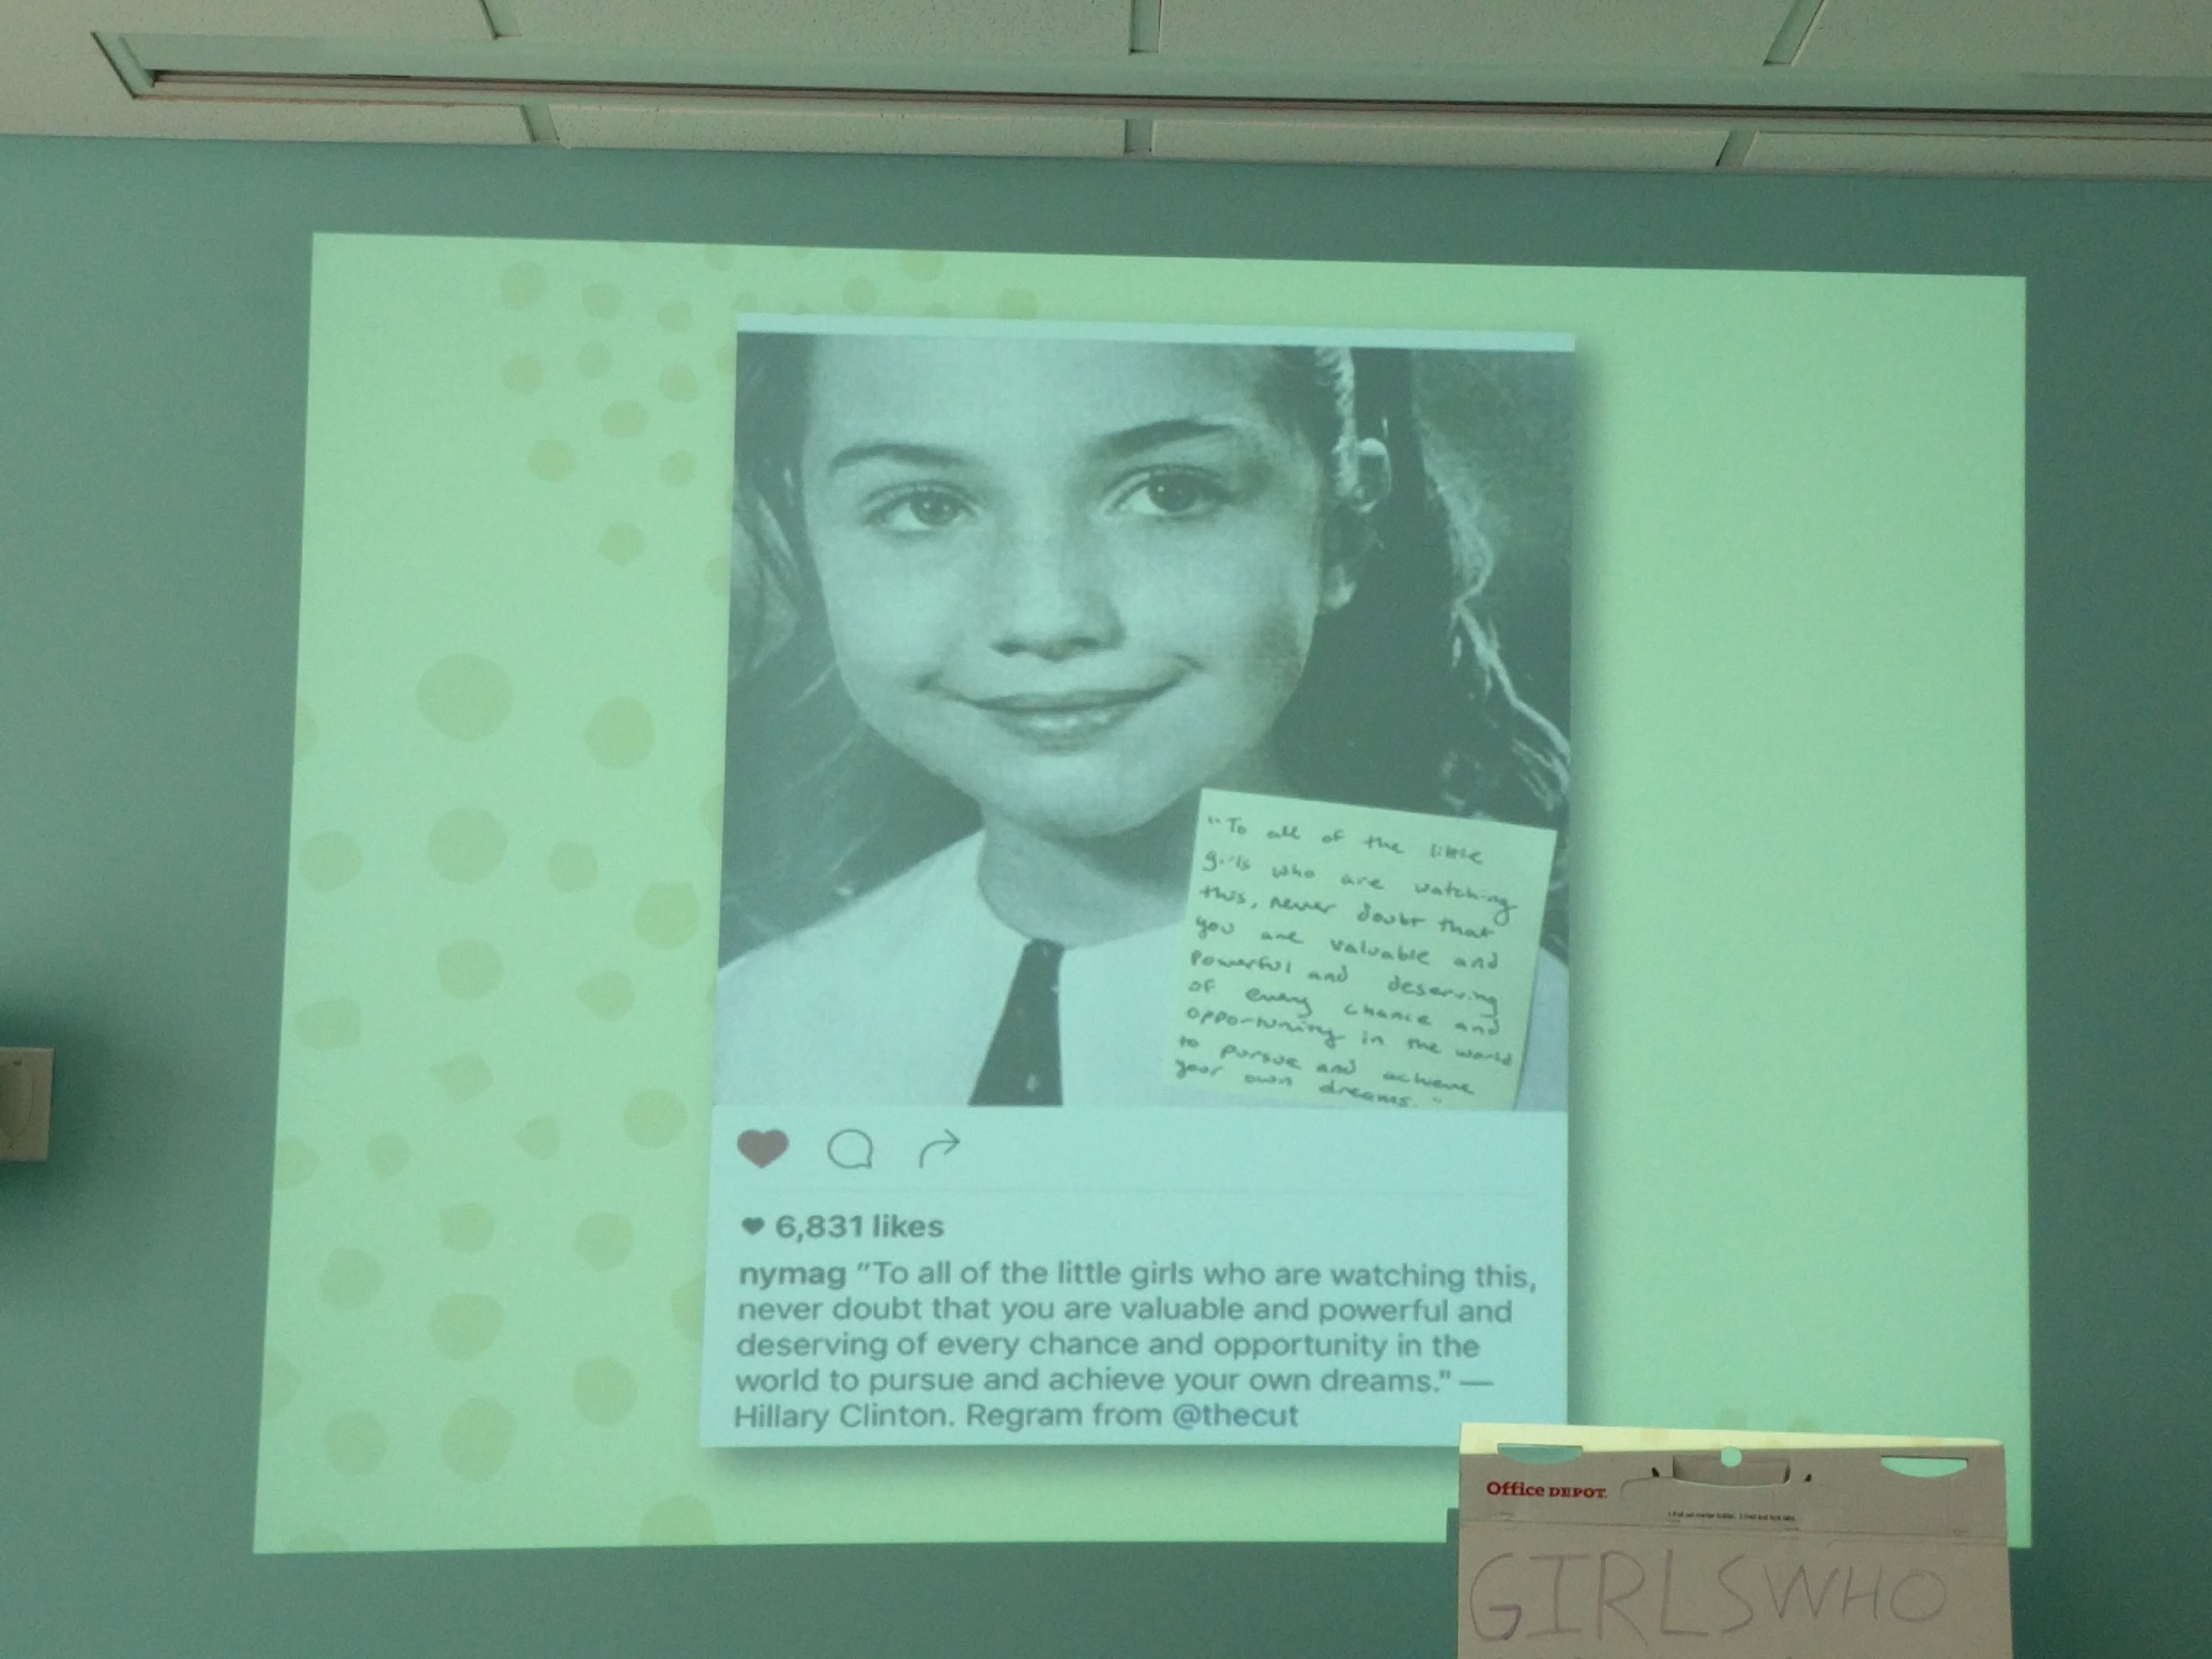 "To all of the little
girls who are watching
this, never doubt that
you are valuable and
powerful and deserving
of every chance and
opportunity in the world
to pursue and achieve
your own dreams."
6,831 likes
nymag "To all of the little girls who are watching this,
never doubt that you are valuable and powerful and
deserving of every chance and opportunity in the
world to pursue and achieve your own dreams." —
Hillary Clinton. Regram from @thecut
Office DEPOT
GIRLSWHO